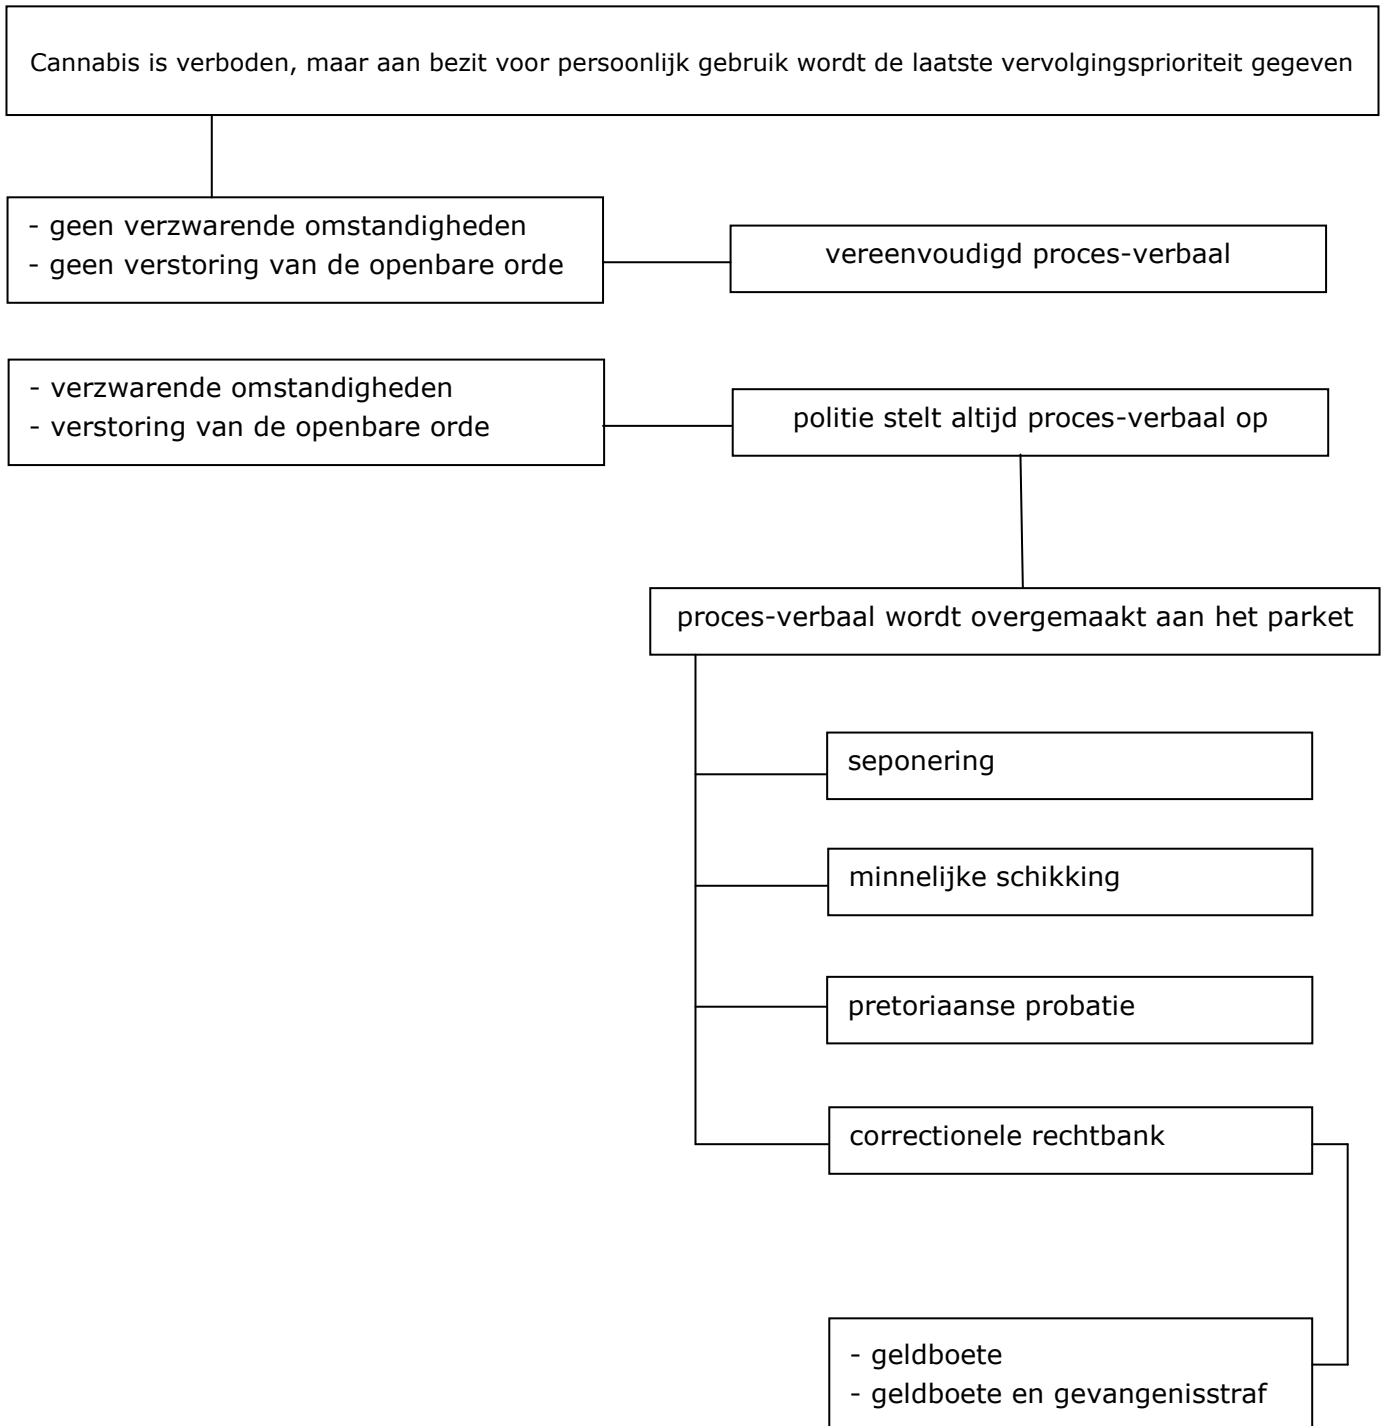 Cannabis is verboden, maar aan bezit voor persoonlijk gebruik wordt de laatste vervolgingsprioriteit gegeven
- geen verzwarende omstandigheden
- geen verstoring van de openbare orde
vereenvoudigd proces-verbaal
- verzwarende omstandigheden
- verstoring van de openbare orde
politie stelt altijd proces-verbaal op
proces-verbaal wordt overgemaakt aan het parket
seponering
minnelijke schikking
pretoriaanse probatie
correctionele rechtbank
- geldboete
- geldboete en gevangenisstraf